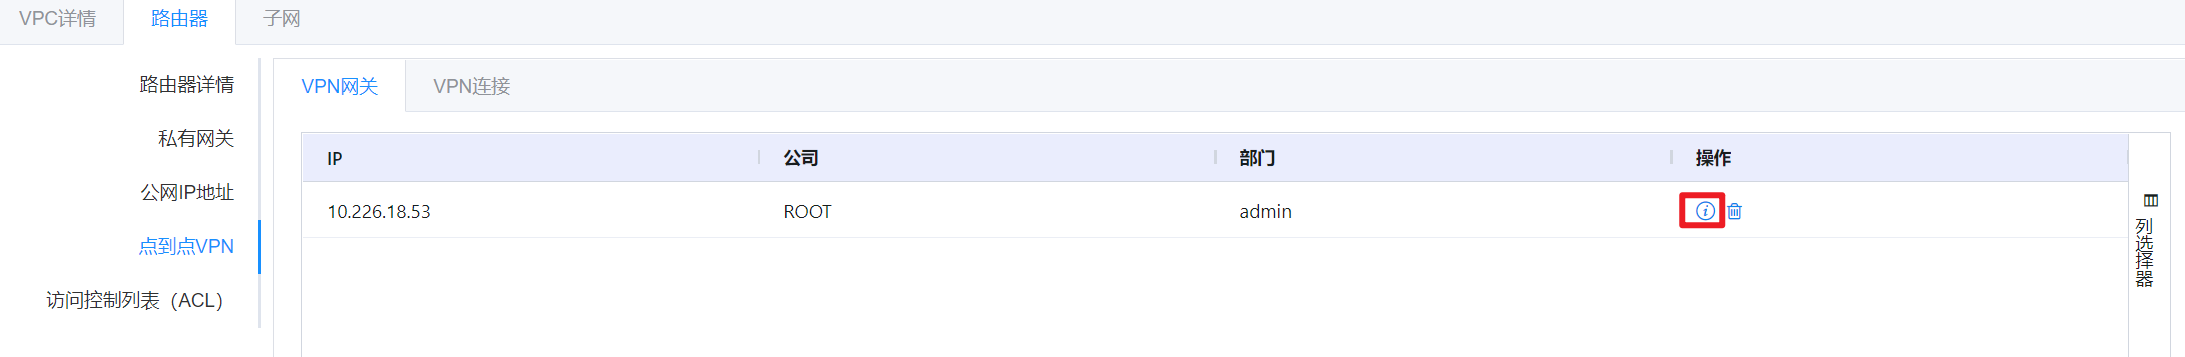 VPC详情 路由器 子网
路由器详情
私有网关
公网IP地址
点到点VPN
访问控制列表（ACL）
VPN网关 VPN连接
IP 公司 部门 操作
10.226.18.53 ROOT admin
列选择器